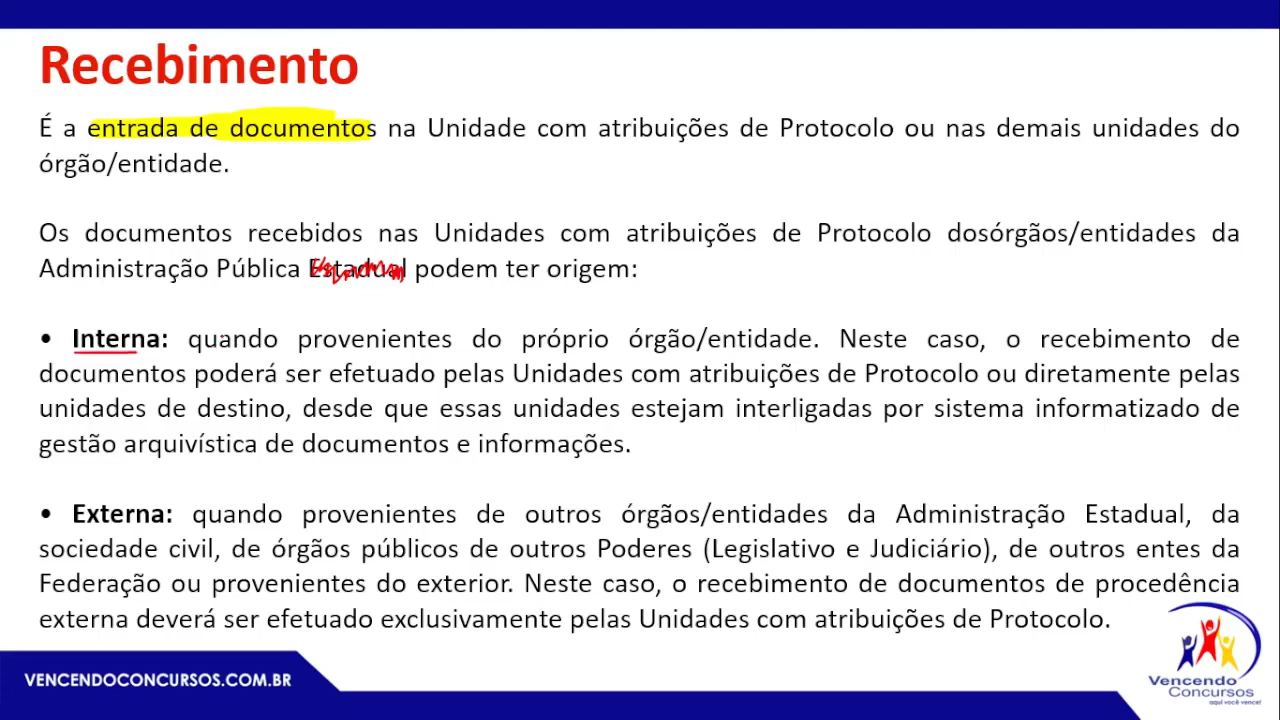 Recebimento
É a entrada de documentos na Unidade com atribuições de Protocolo ou nas demais unidades do
órgão/entidade.
Os documentos recebidos nas Unidades com atribuições de Protocolo dosórgãos/entidades da
Administração Pública Estadual podem ter origem:
• Interna: quando provenientes do próprio órgão/entidade. Neste caso, o recebimento de
documentos poderá ser efetuado pelas Unidades com atribuições de Protocolo ou diretamente pelas
unidades de destino, desde que essas unidades estejam interligadas por sistema informatizado de
gestão arquivística de documentos e informações.
• Externa: quando provenientes de outros órgãos/entidades da Administração Estadual, da
sociedade civil, de órgãos públicos de outros Poderes (Legislativo e Judiciário), de outros entes da
Federação ou provenientes do exterior. Neste caso, o recebimento de documentos de procedência
externa deverá ser efetuado exclusivamente pelas Unidades com atribuições de Protocolo.
VENCENDOCONCURSOS.COM.BR
Vencendo
Concursos
aqui você vence!